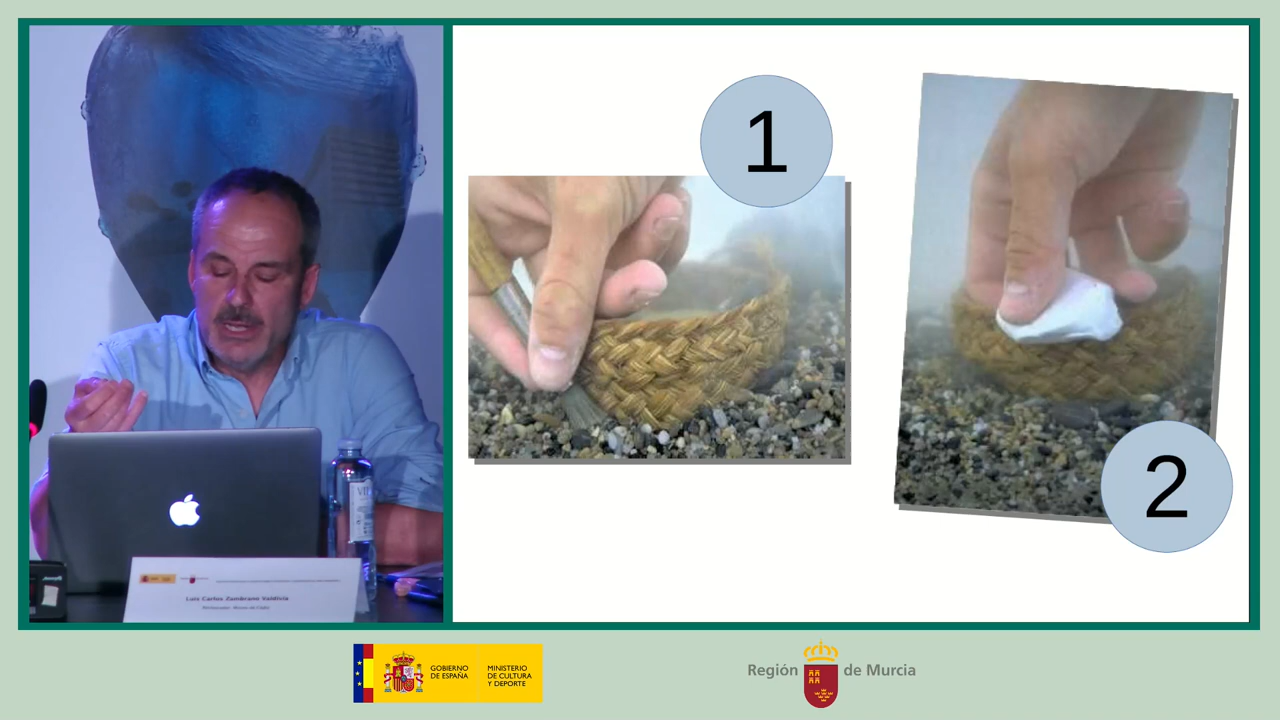 1
2
Luis Carlos Zambrano Valdivia
GOBIERNO
DE ESPAÑA
MINISTERIO
DE CULTURA
Y DEPORTE
Región de Murcia